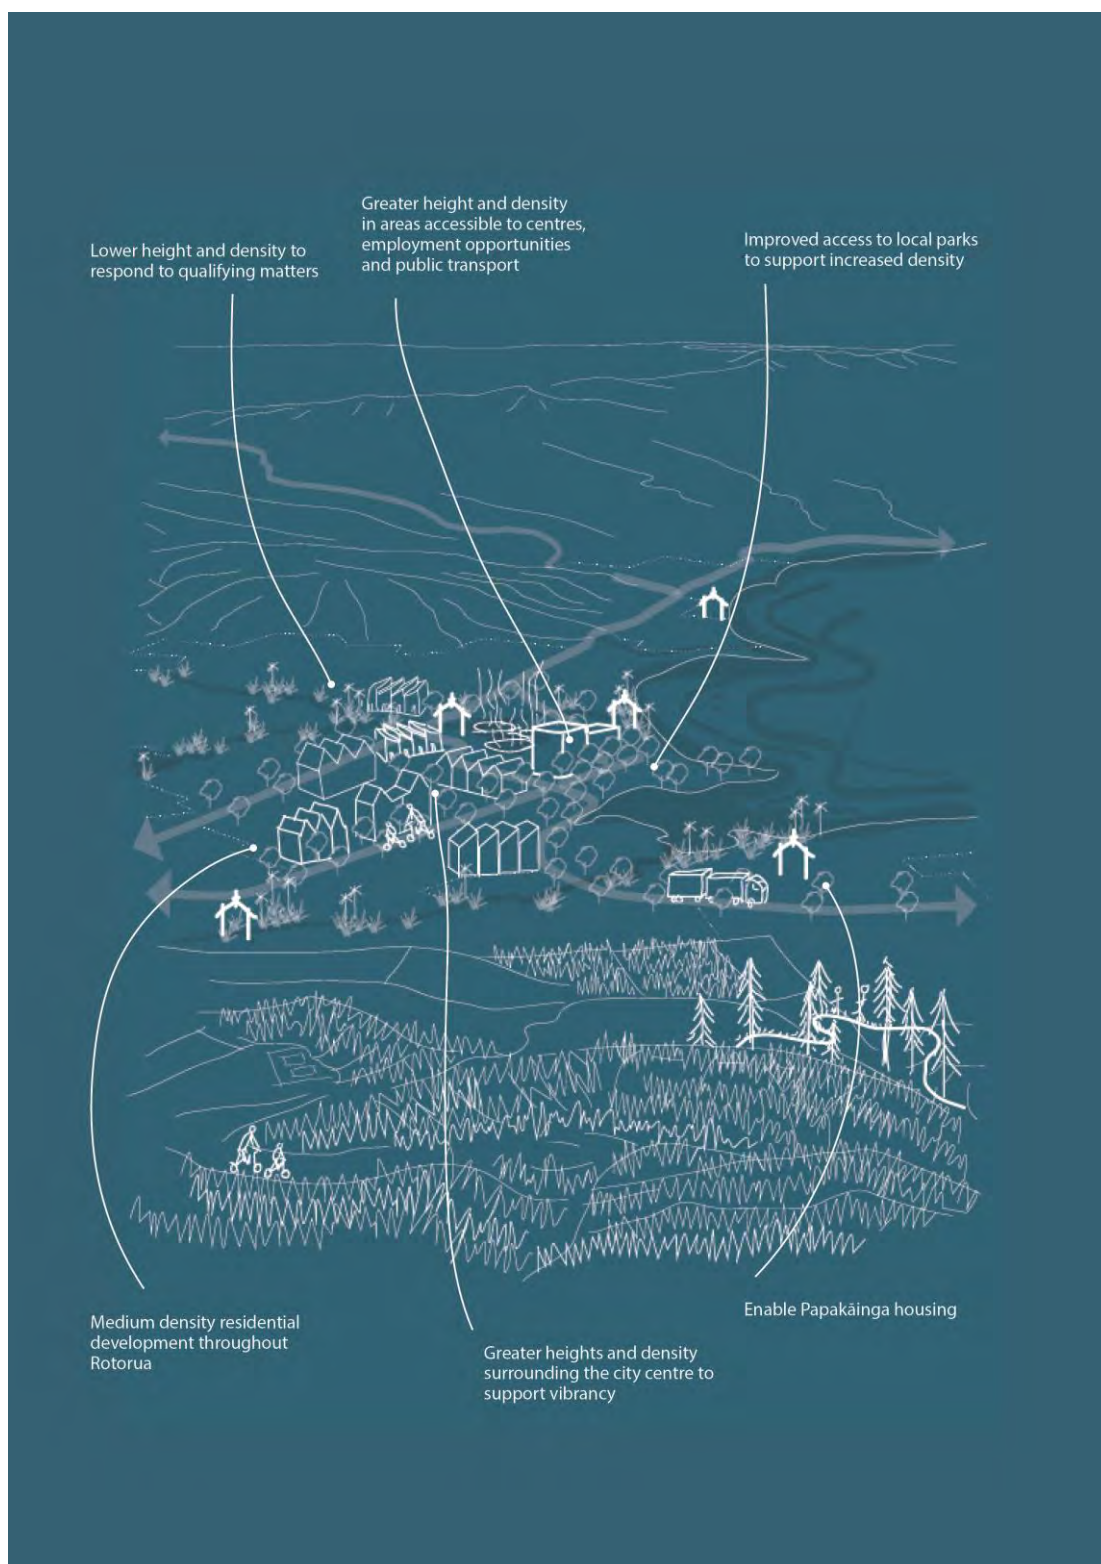 Greater height and density
in areas accessible to centres,
employment opportunities
and public transport
Lower height and density to
respond to qualifying matters
Improved access to local parks
to support increased density
Medium density residential
development throughout
Rotorua
Greater heights and density
surrounding the city centre to
support vibrancy
Enable Papakāinga housing